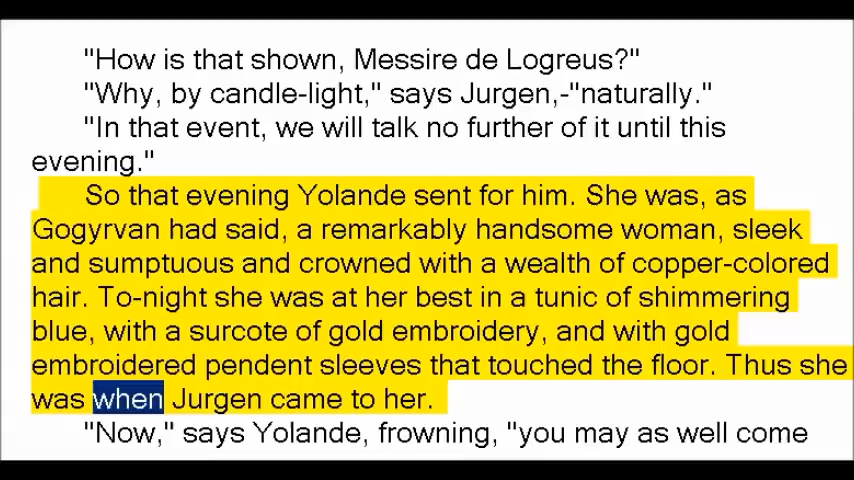 "How is that shown, Messire de Logreus?"
"Why, by candle-light," says Jurgen,-"naturally."
"In that event, we will talk no further of it until this
evening."
So that evening Yolande sent for him. She was, as
Gogyrvan had said, a remarkably handsome woman, sleek
and sumptuous and crowned with a wealth of copper-colored
hair. To-night she was at her best in a tunic of shimmering
blue, with a surcote of gold embroidery, and with gold
embroidered pendent sleeves that touched the floor. Thus she
was when Jurgen came to her.
"Now," says Yolande, frowning, "you may as well come